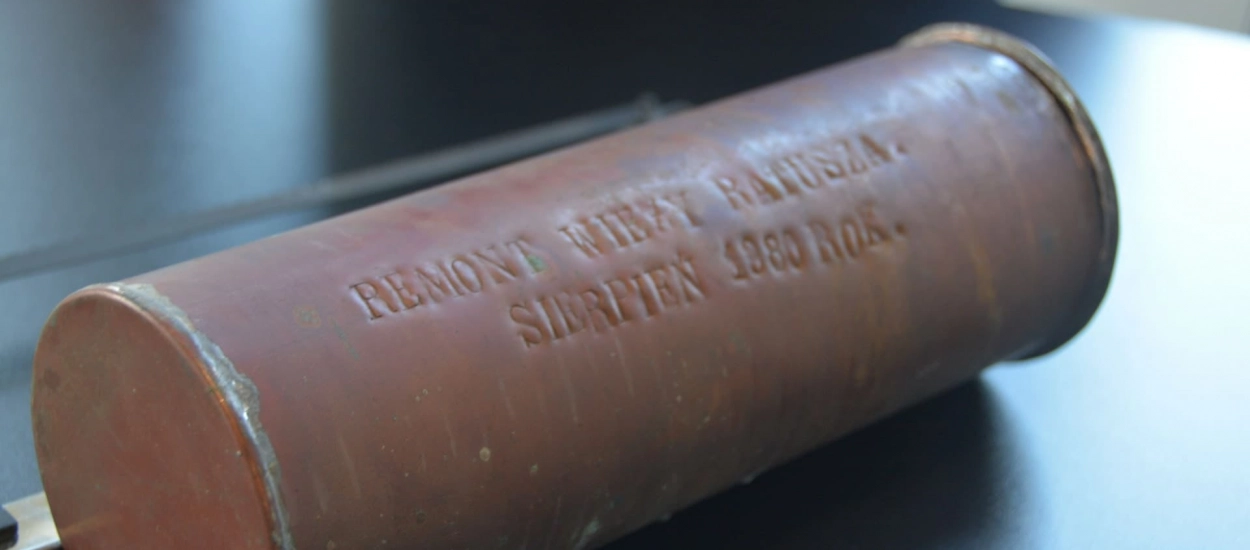 REMONT WIEŻY RATUSZA.
SIERPIEŃ 1980 ROK.